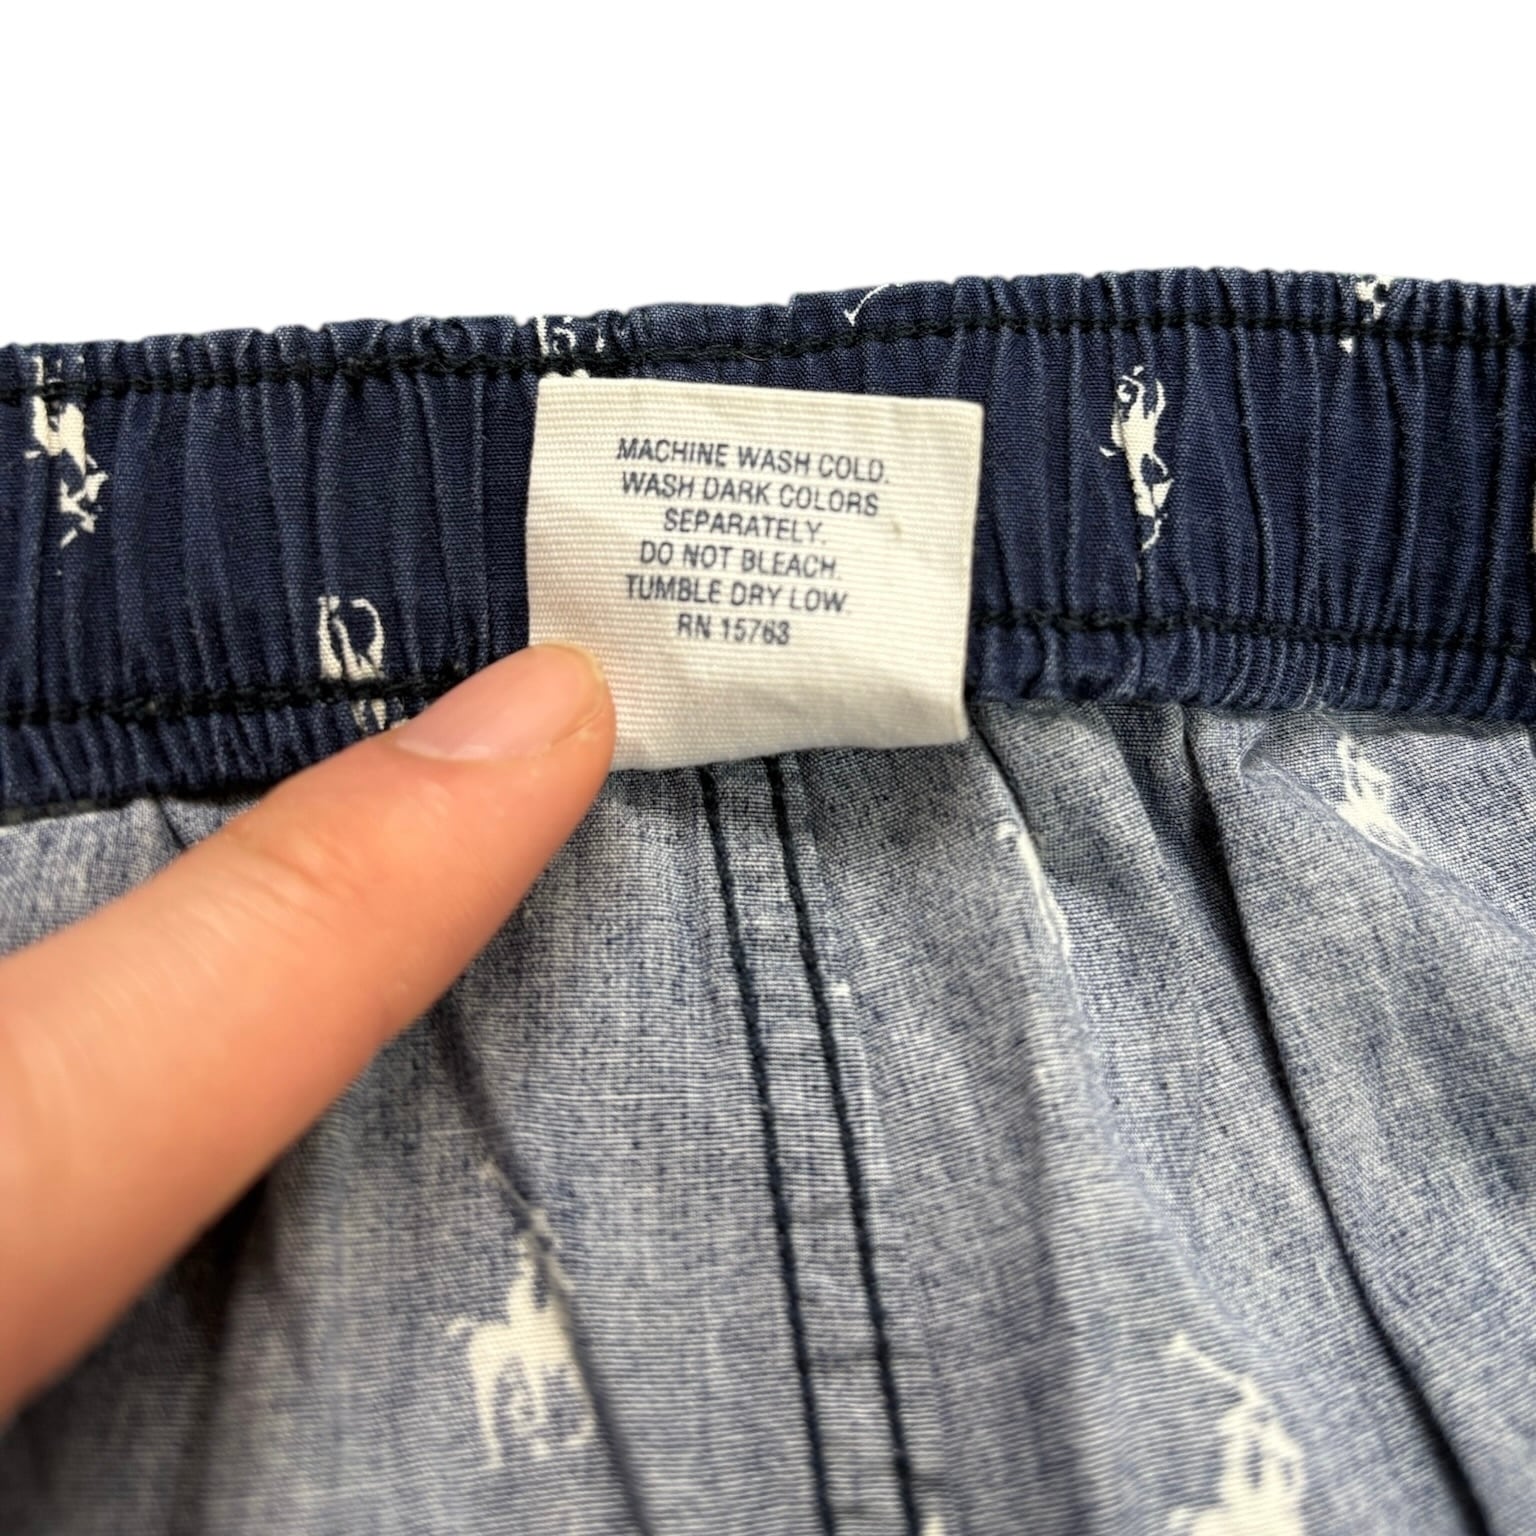 MACHINE WASH COLD.
WASH DARK COLORS
SEPARATELY.
DO NOT BLEACH.
TUMBLE DRY LOW.
RN 15763